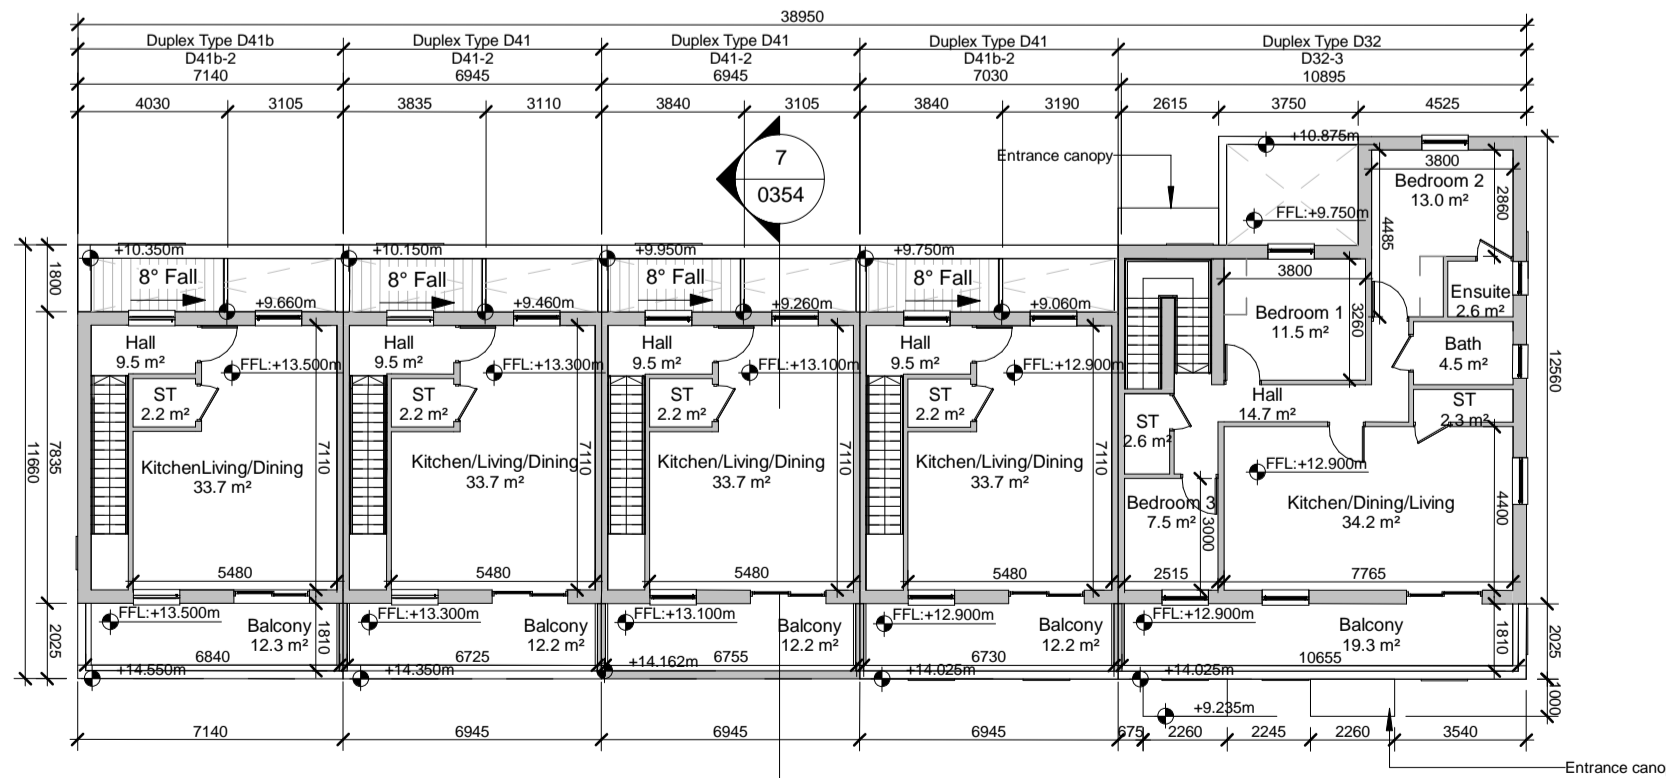 38950
Duplex Type D41b
Duplex Type D41
Duplex Type D41
Duplex Type D41
Duplex Type D32
D41b-2
D41-2
D41-2
D41b-2
D32-3
7140
6945
6945
7030
10895
4030
3105
3835
3110
3840
3105
3840
3190
2615
3750
4525
7
0354
Entrance canopy
+10.875m
3800
Bedroom 2
13.0 m²
2860
4485
FFL:+9.750m
+10.350m
+10.150m
+9.950m
+9.750m
1800
8° Fall
8° Fall
8° Fall
8° Fall
+9.660m
+9.460m
+9.260m
+9.060m
3800
Bedroom 1
11.5 m²
3260
Ensuite
2.6 m²
Hall
9.5 m²
Hall
9.5 m²
Hall
9.5 m²
Hall
9.5 m²
FFL:+13.500m
FFL:+13.300m
FFL:+13.100m
FFL:+12.900m
Bath
4.5 m²
12560
ST
2.2 m²
ST
2.2 m²
ST
2.2 m²
ST
2.2 m²
ST
2.6 m²
Hall
14.7 m²
ST
2.3 m²
11660
7835
7110
7110
7110
7110
KitchenLiving/Dining
33.7 m²
Kitchen/Living/Dining
33.7 m²
Kitchen/Living/Dining
33.7 m²
Kitchen/Living/Dining
33.7 m²
FFL:+12.900m
Bedroom 3
7.5 m²
3000
Kitchen/Dining/Living
34.2 m²
4400
5480
5480
5480
5480
2515
7765
FFL:+13.500m
FFL:+13.300m
FFL:+13.100m
FFL:+12.900m
FFL:+12.900m
2025
Balcony
12.3 m²
1810
Balcony
12.2 m²
Balcony
12.2 m²
Balcony
12.2 m²
Balcony
19.3 m²
1810
2025
6840
6725
6755
6730
10655
+14.550m
+14.350m
+14.162m
+14.025m
+14.025m
1000
+9.235m
7140
6945
6945
6945
675
2260
2245
2260
3540
Entrance cano